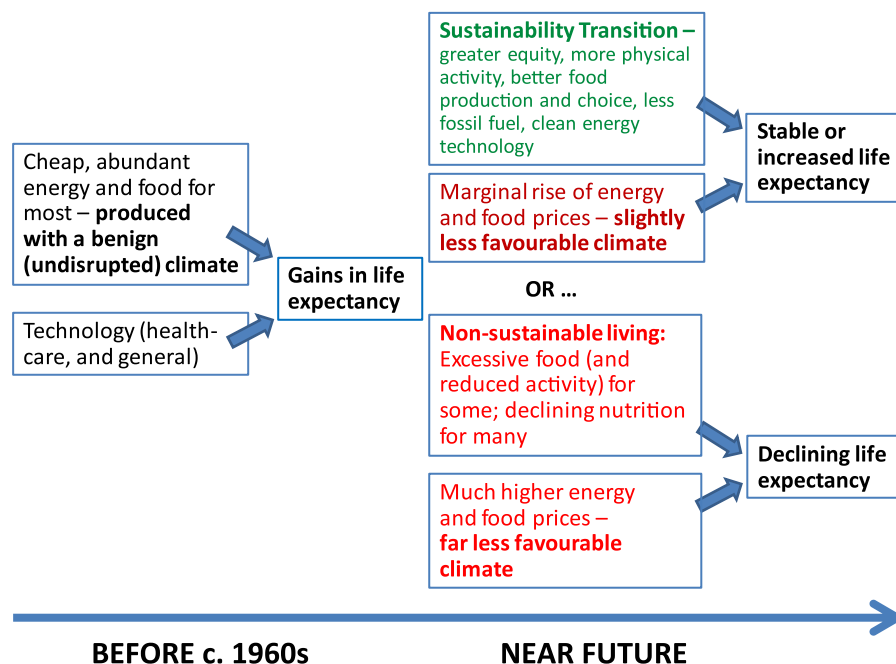 Cheap, abundant
energy and food for
most – produced
with a benign
(undisrupted) climate
Technology (health-
care, and general)
Gains in life
expectancy
Sustainability Transition –
greater equity, more physical
activity, better food
production and choice, less
fossil fuel, clean energy
technology
Marginal rise of energy
and food prices – slightly
less favourable climate
Stable or
increased life
expectancy
OR ...
Non-sustainable living:
Excessive food (and
reduced activity) for
some; declining nutrition
for many
Much higher energy
and food prices –
far less favourable
climate
Declining life
expectancy
BEFORE c. 1960s
NEAR FUTURE